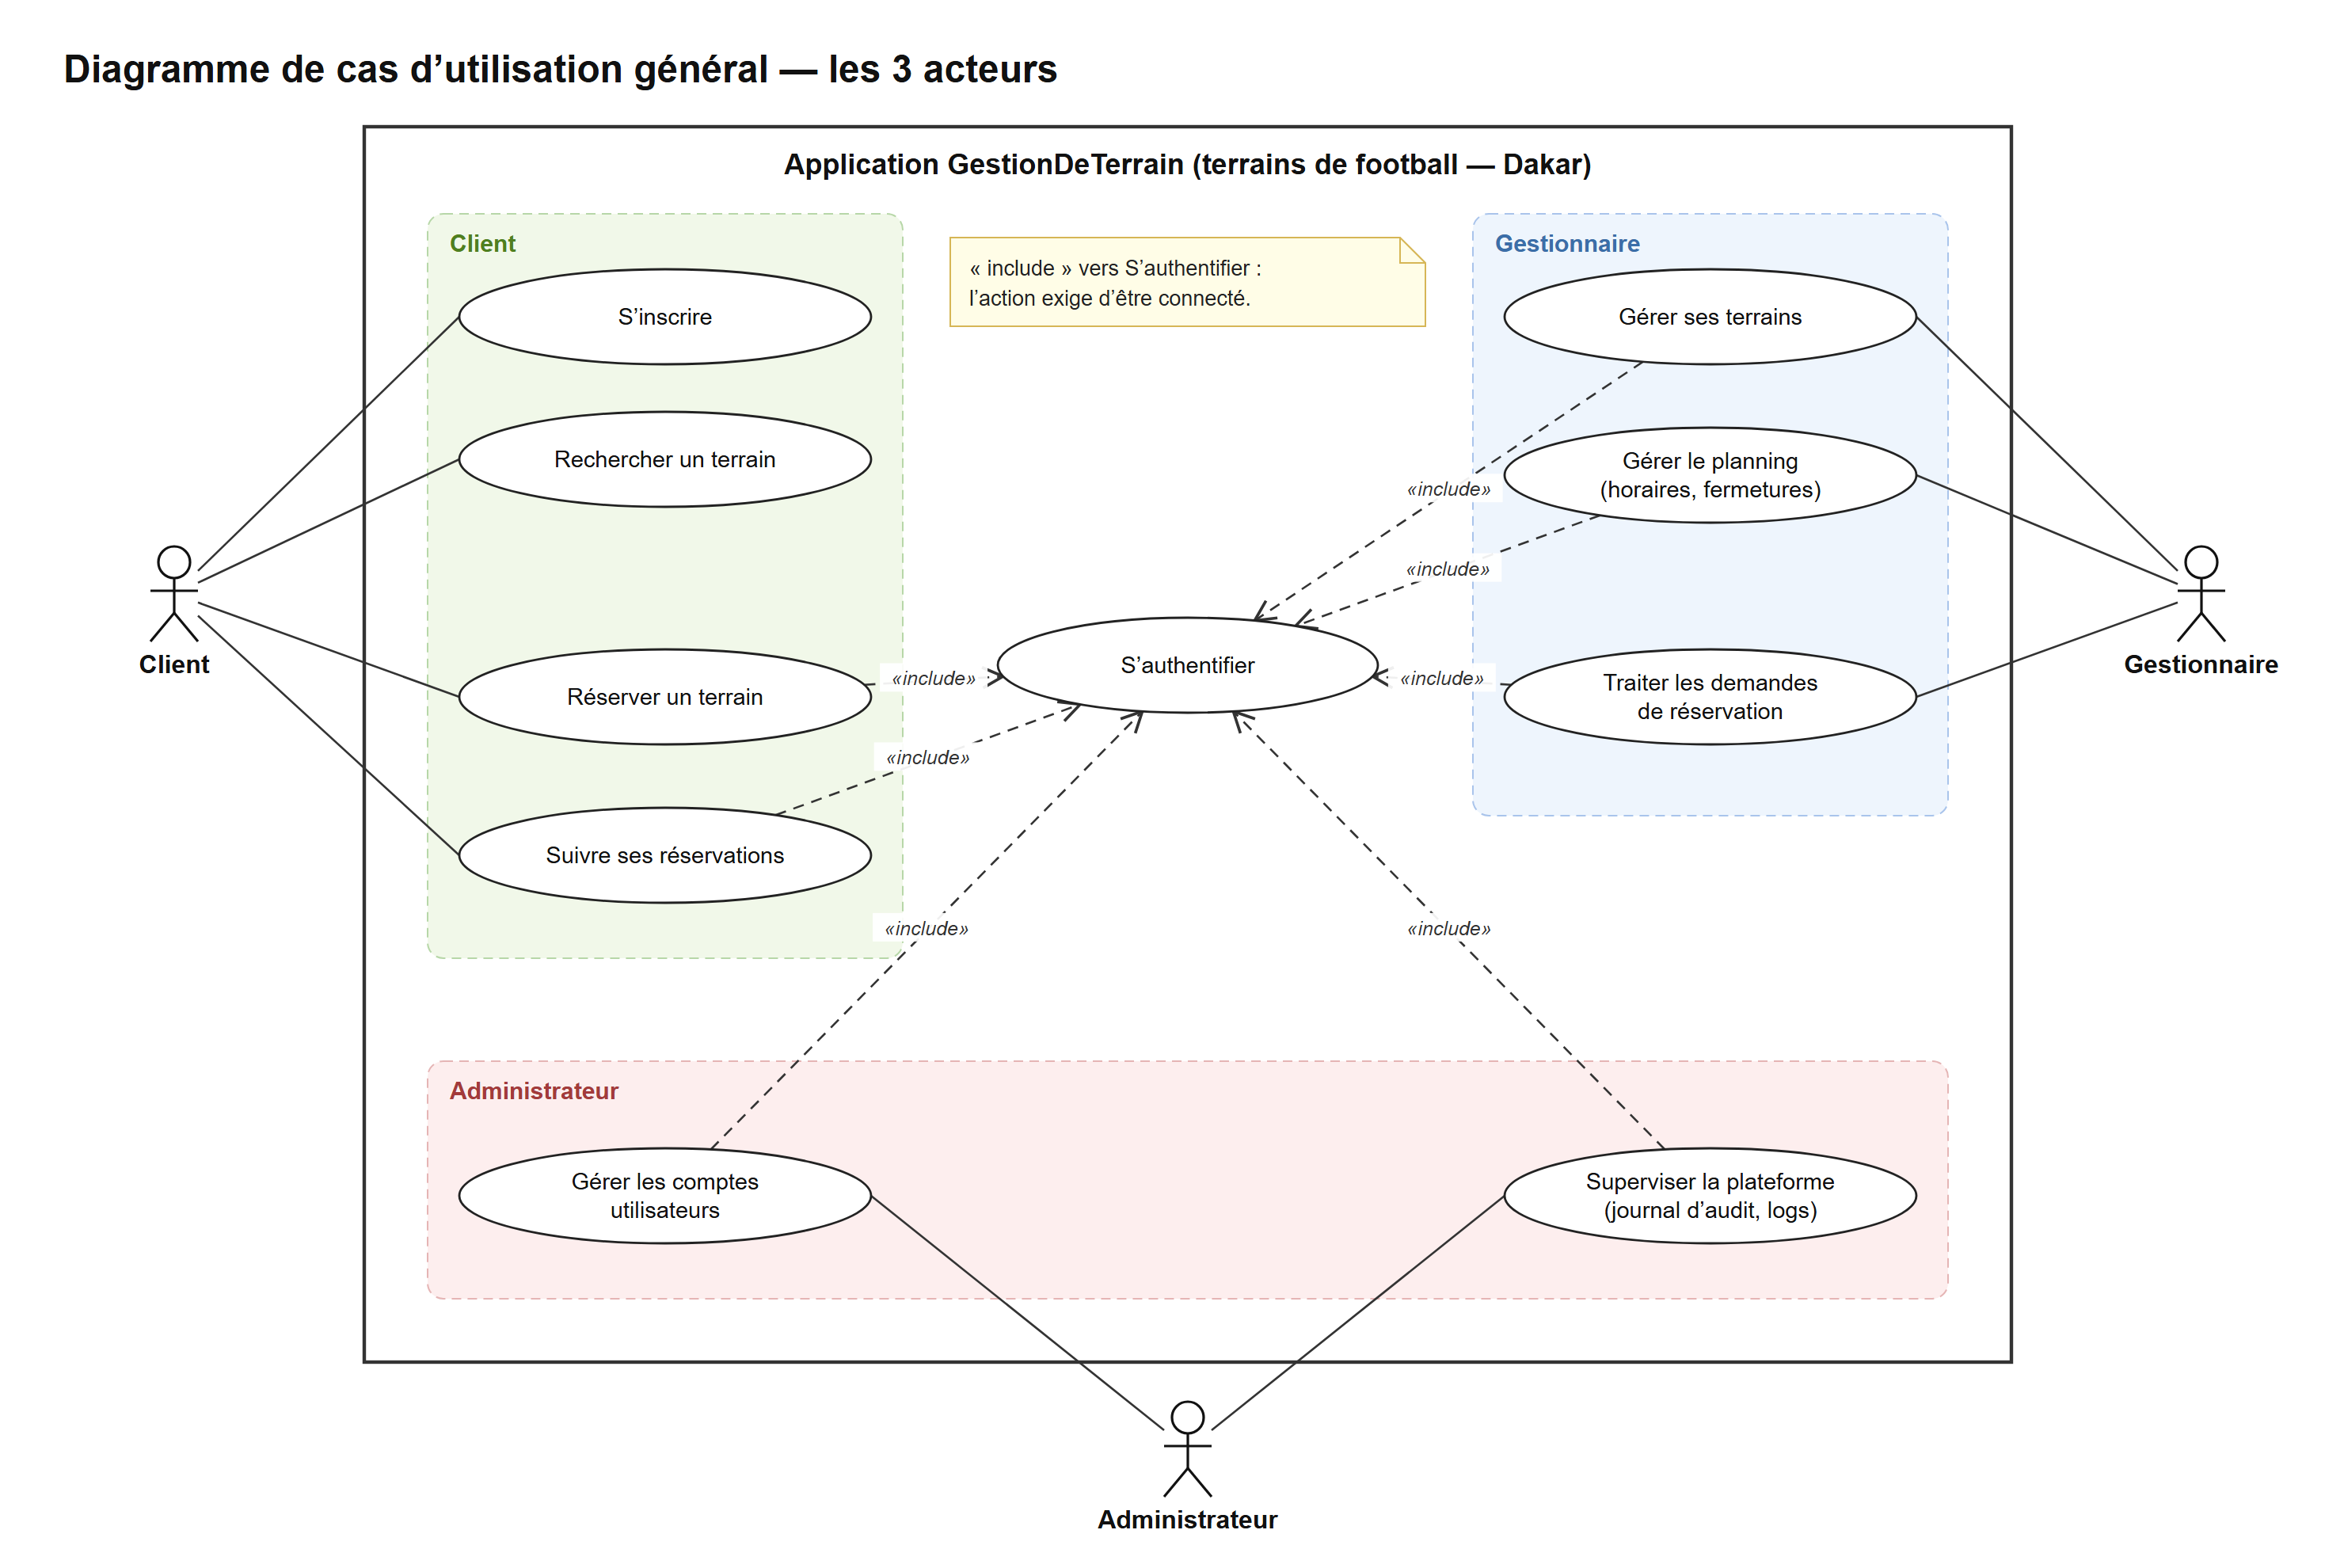 Diagramme de cas d’utilisation général — les 3 acteurs
Application GestionDeTerrain (terrains de football — Dakar)
Client
S’inscrire
Rechercher un terrain
Réserver un terrain
Suivre ses réservations
« include » vers S’authentifier :
l’action exige d’être connecté.
Gestionnaire
Gérer ses terrains
Gérer le planning
(horaires, fermetures)
Traiter les demandes
de réservation
«include»
«include»
S’authentifier
«include»
«include»
«include»
«include»
«include»
Client
Gestionnaire
Administrateur
Gérer les comptes
utilisateurs
Superviser la plateforme
(journal d’audit, logs)
Administrateur